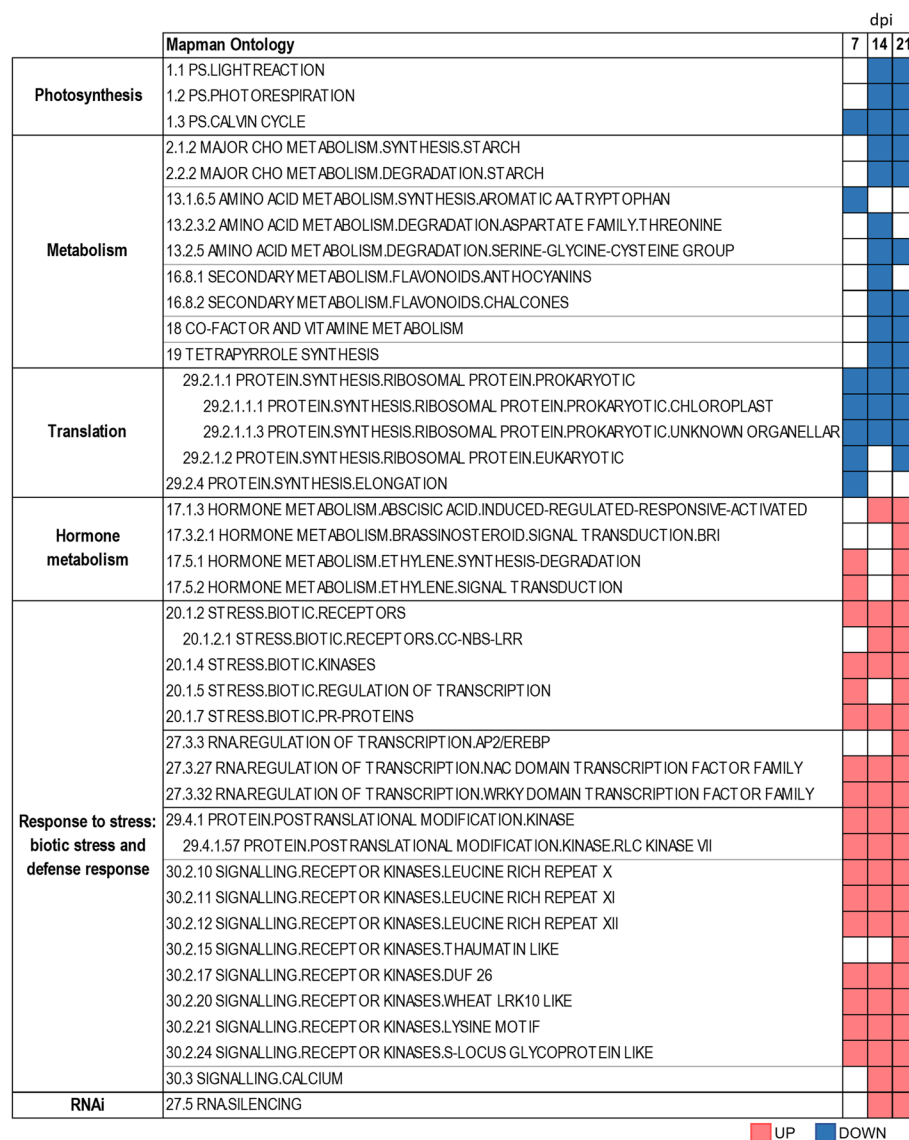 dpi
Mapman Ontology 7 14 21
Photosynthesis
1.1 PS.LIGHTREACTION
1.2 PS.PHOTORESPIRATION
1.3 PS.CALVIN CYCLE
Metabolism
2.1.2 MAJOR CHO METABOLISM.SYNTHESIS.STARCH
2.2.2 MAJOR CHO METABOLISM.DEGRADATION.STARCH
13.1.6.5 AMINO ACID METABOLISM.SYNTHESIS.AROMATIC AA.TRYPTOPHAN
13.2.3.2 AMINO ACID METABOLISM.DEGRADATION.ASPARTATE FAMILY.THREONINE
13.2.5 AMINO ACID METABOLISM.DEGRADATION.SERINE-GLYCINE-CYSTEINE GROUP
16.8.1 SECONDARY METABOLISM.FLAVONOIDS.ANTHOCYANINS
16.8.2 SECONDARY METABOLISM.FLAVONOIDS.CHALCONES
18 CO-FACTOR AND VITAMINE METABOLISM
19 TETRAPYRROLE SYNTHESIS
Translation
29.2.1.1 PROTEIN.SYNTHESIS.RIBOSOMAL PROTEIN.PROKARYOTIC
29.2.1.1.1 PROTEIN.SYNTHESIS.RIBOSOMAL PROTEIN.PROKARYOTIC.CHLOROPLAST
29.2.1.1.3 PROTEIN.SYNTHESIS.RIBOSOMAL PROTEIN.PROKARYOTIC.UNKNOWN ORGANELLAR
29.2.1.2 PROTEIN.SYNTHESIS.RIBOSOMAL PROTEIN.EUKARYOTIC
29.2.4 PROTEIN.SYNTHESIS.ELONGATION
Hormone
metabolism
17.1.3 HORMONE METABOLISM.ABSCISIC ACID.INDUCED-REGULATED-RESPONSIVE-ACTIVATED
17.3.2.1 HORMONE METABOLISM.BRASSINOSTEROID.SIGNAL TRANSDUCTION.BRI
17.5.1 HORMONE METABOLISM.ETHYLENE.SYNTHESIS-DEGRADATION
17.5.2 HORMONE METABOLISM.ETHYLENE.SIGNAL TRANSDUCTION
Response to stress:
biotic stress and
defense response
20.1.2 STRESS.BIOTIC.RECEPTORS
20.1.2.1 STRESS.BIOTIC.RECEPTORS.CC-NBS-LRR
20.1.4 STRESS.BIOTIC.KINASES
20.1.5 STRESS.BIOTIC.REGULATION OF TRANSCRIPTION
20.1.7 STRESS.BIOTIC.PR-PROTEINS
27.3.3 RNA.REGULATION OF TRANSCRIPTION.AP2/EREBP
27.3.27 RNA.REGULATION OF TRANSCRIPTION.NAC DOMAIN TRANSCRIPTION FACTOR FAMILY
27.3.32 RNA.REGULATION OF TRANSCRIPTION.WRKY DOMAIN TRANSCRIPTION FACTOR FAMILY
29.4.1 PROTEIN.POSTRANSLATIONAL MODIFICATION.KINASE
29.4.1.57 PROTEIN.POSTRANSLATIONAL MODIFICATION.KINASE.RLC KINASE VII
30.2.10 SIGNALLING.RECEPTOR KINASES.LEUCINE RICH REPEAT X
30.2.11 SIGNALLING.RECEPTOR KINASES.LEUCINE RICH REPEAT XI
30.2.12 SIGNALLING.RECEPTOR KINASES.LEUCINE RICH REPEAT XII
30.2.15 SIGNALLING.RECEPTOR KINASES.THAUMATIN LIKE
30.2.17 SIGNALLING.RECEPTOR KINASES.DUF 26
30.2.20 SIGNALLING.RECEPTOR KINASES.WHEAT LRK10 LIKE
30.2.21 SIGNALLING.RECEPTOR KINASES.LYSINE MOTIF
30.2.24 SIGNALLING.RECEPTOR KINASES.S-LOCUS GLYCOPROTEIN LIKE
30.3 SIGNALLING.CALCIUM
RNAi
27.5 RNA.SILENCING
UP DOWN